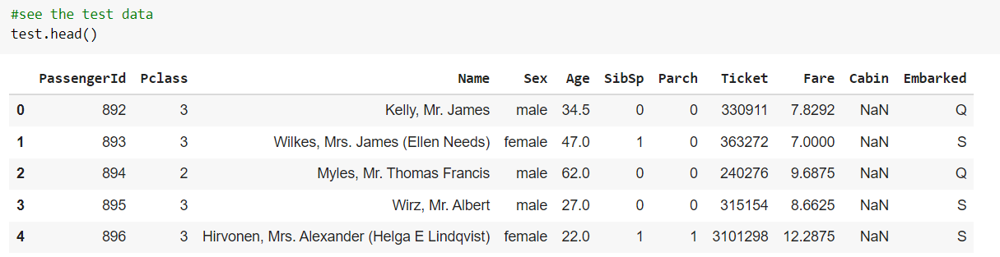 #see the test data
test.head()
PassengerId Pclass Name Sex Age SibSp Parch Ticket Fare Cabin Embarked
0 892 3 Kelly, Mr. James male 34.5 0 0 330911 7.8292 NaN Q
1 893 3 Wilkes, Mrs. James (Ellen Needs) female 47.0 1 0 363272 7.0000 NaN S
2 894 2 Myles, Mr. Thomas Francis male 62.0 0 0 240276 9.6875 NaN Q
3 895 3 Wirz, Mr. Albert male 27.0 0 0 315154 8.6625 NaN S
4 896 3 Hirvonen, Mrs. Alexander (Helga E Lindqvist) female 22.0 1 1 3101298 12.2875 NaN S